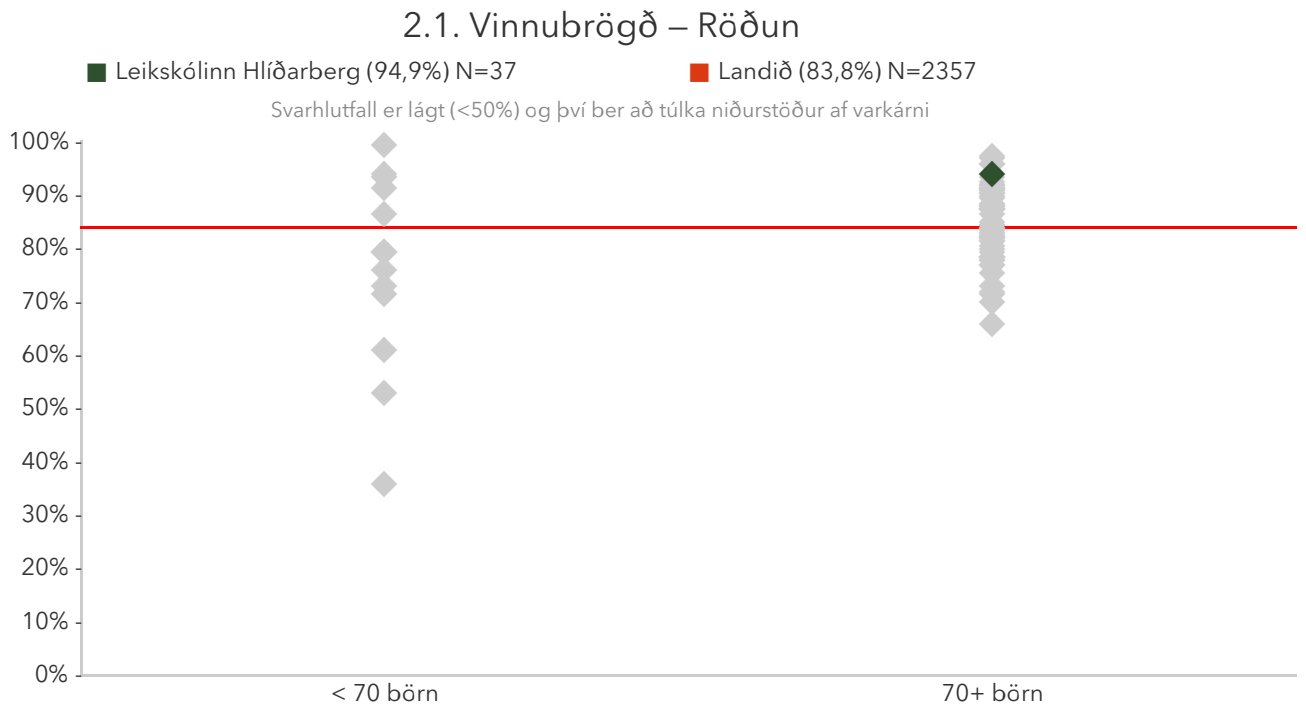 2.1. Vinnubrögð – Röðun
Leikskólinn Hlíðarberg (94,9%) N=37
Landið (83,8%) N=2357
Svarhlutfall er lágt (<50%) og því ber að túlka niðurstöður af varkárni
100%
90%
80%
70%
60%
50%
40%
30%
20%
10%
0%
< 70 börn
70+ börn